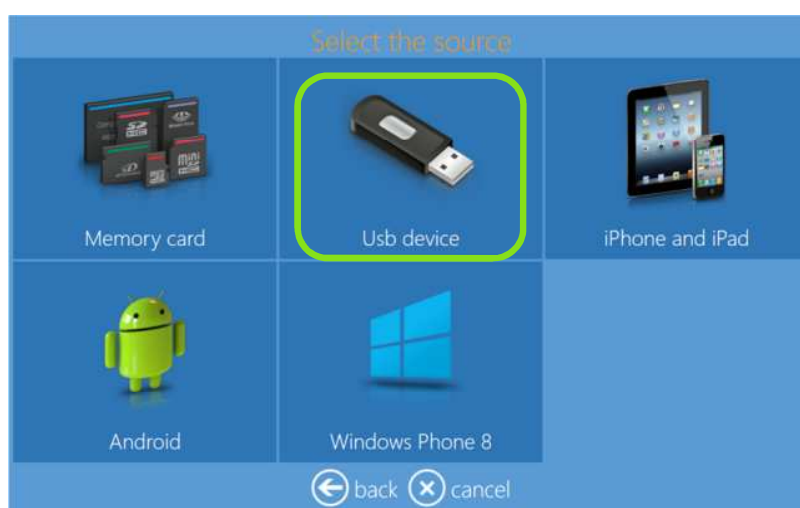 Select the source
Memory card
Usb device
iPhone and iPad
Android
Windows Phone 8
back cancel